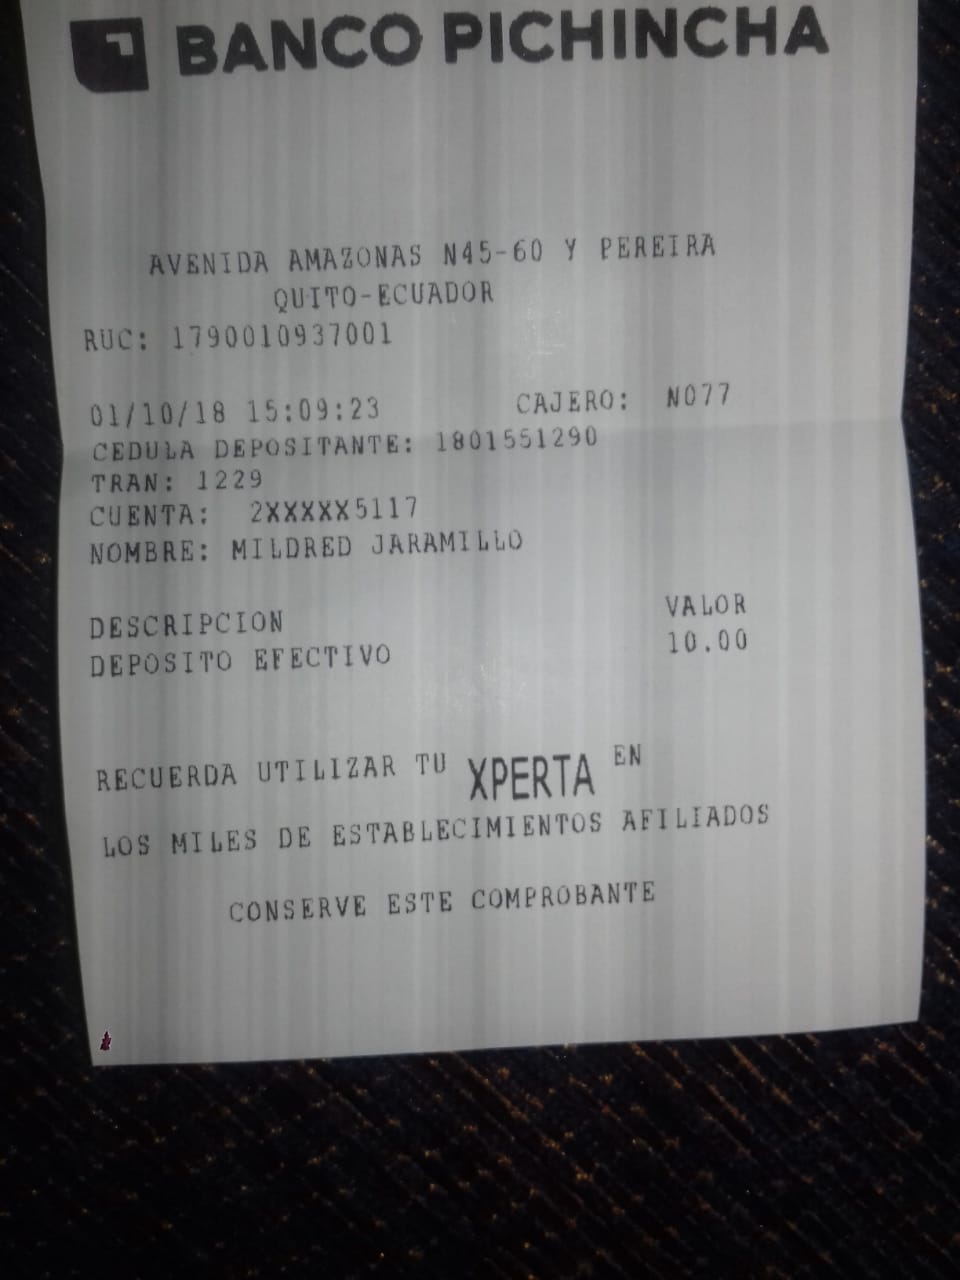 BANCO PICHINCHA
AVENIDA AMAZONAS N45-60 Y PEREIRA
QUITO-ECUADOR
RUC: 1790010937001
01/10/18 15:09:23 CAJERO: N077
CEDULA DEPOSITANTE: 1801551290
TRAN: 1229
CUENTA: 2XXXXX5117
NOMBRE: MILDRED JARAMILLO
DESCRIPCION VALOR
DEPOSITO EFECTIVO 10.00
RECUERDA UTILIZAR TU XPERTA EN
LOS MILES DE ESTABLECIMIENTOS AFILIADOS
CONSERVE ESTE COMPROBANTE